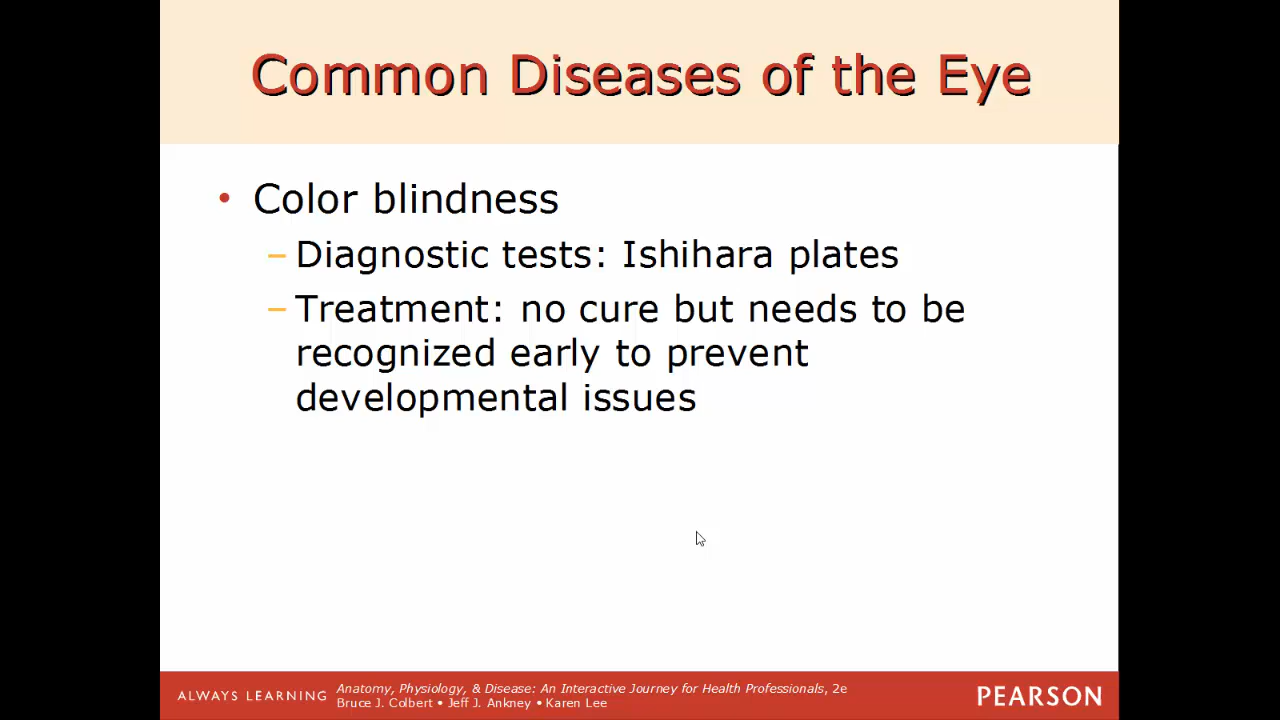 Common Diseases of the Eye
• Color blindness
– Diagnostic tests: Ishihara plates
– Treatment: no cure but needs to be
recognized early to prevent
developmental issues
ALWAYS LEARNING
Anatomy, Physiology, & Disease: An Interactive Journey for Health Professionals, 2e
Bruce J. Colbert • Jeff J. Ankney • Karen Lee
PEARSON